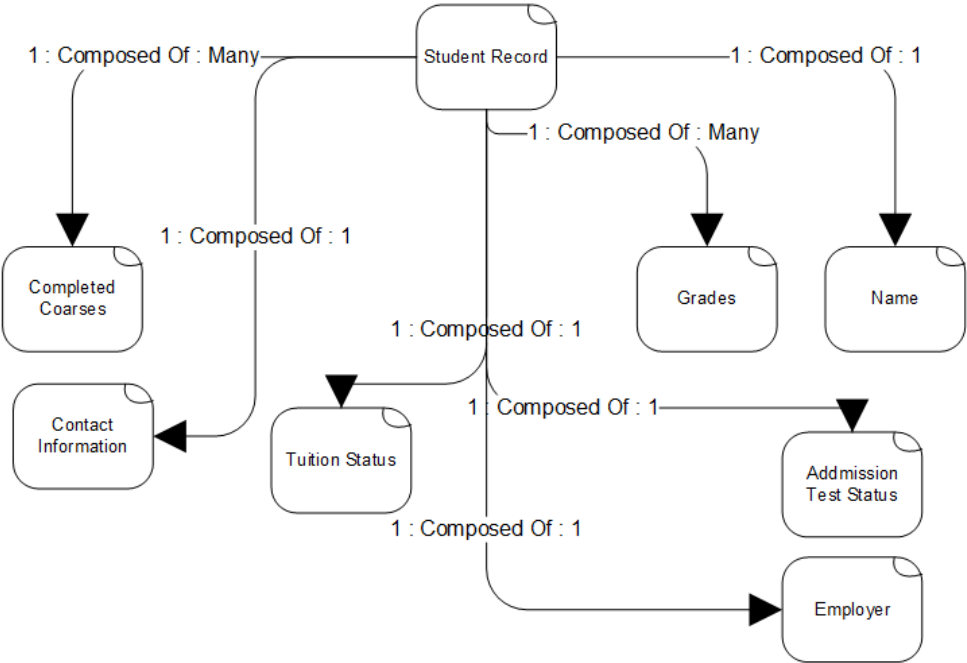 Student Record
1 : Composed Of : Many
1 : Composed Of : 1
1 : Composed Of : Many
1 : Composed Of : 1
Completed
Coarses
Grades
Name
1 : Composed Of : 1
Contact
Information
Tuition Status
1 : Composed Of : 1
Addmission
Test Status
1 : Composed Of : 1
Employer